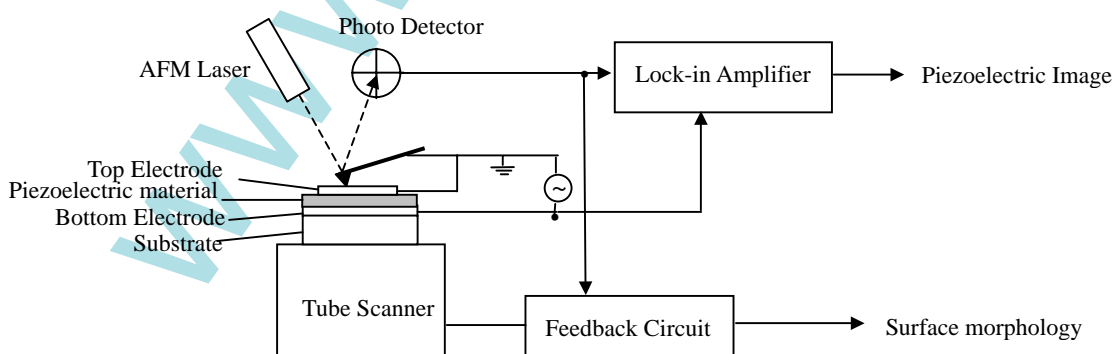 Photo Detector
AFM Laser
Lock-in Amplifier
Piezoelectric Image
Top Electrode
Piezoelectric material
Bottom Electrode
Substrate
~
Tube Scanner
Feedback Circuit
Surface morphology